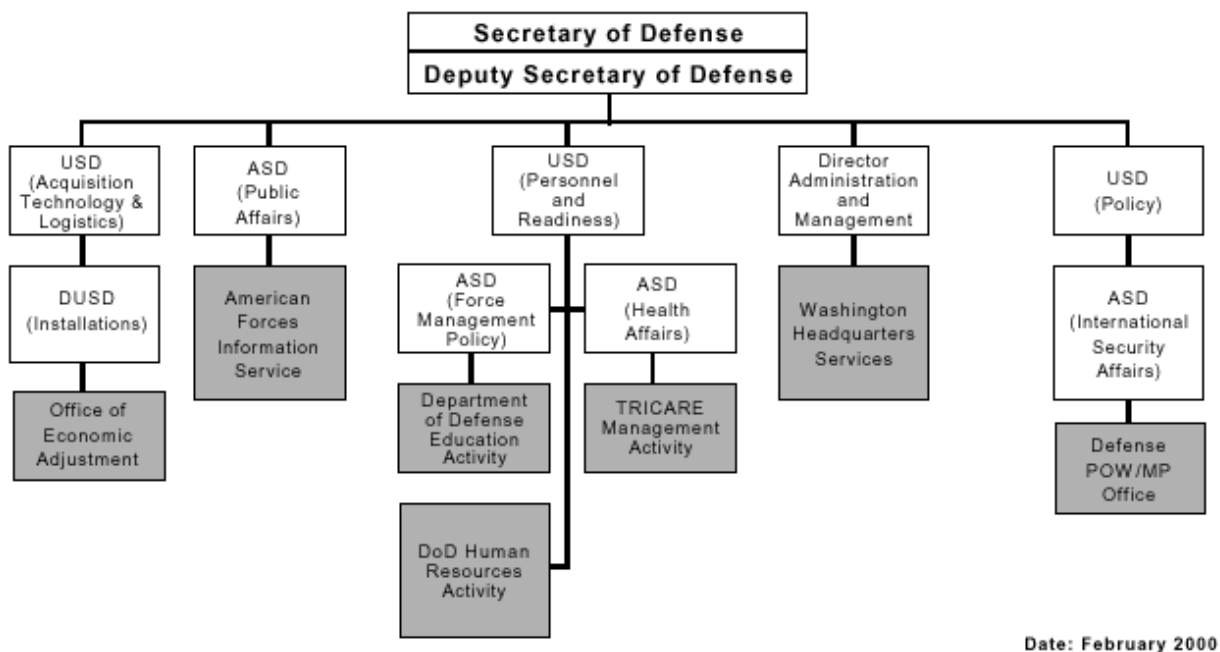 Secretary of Defense
Deputy Secretary of Defense
USD
(Acquisition
Technology &
Logistics)
ASD
(Public
Affairs)
USD
(Personnel
and
Readiness)
Director
Administration
and
Management
USD
(Policy)
DUSD
(Installations)
American
Forces
Information
Service
ASD
(Force
Management
Policy)
ASD
(Health
Affairs)
Washington
Headquarters
Services
ASD
(International
Security
Affairs)
Office of
Economic
Adjustment
Department
of Defense
Education
Activity
TRICARE
Management
Activity
Defense
POW/MP
Office
DoD Human
Resources
Activity
Date: February 2000